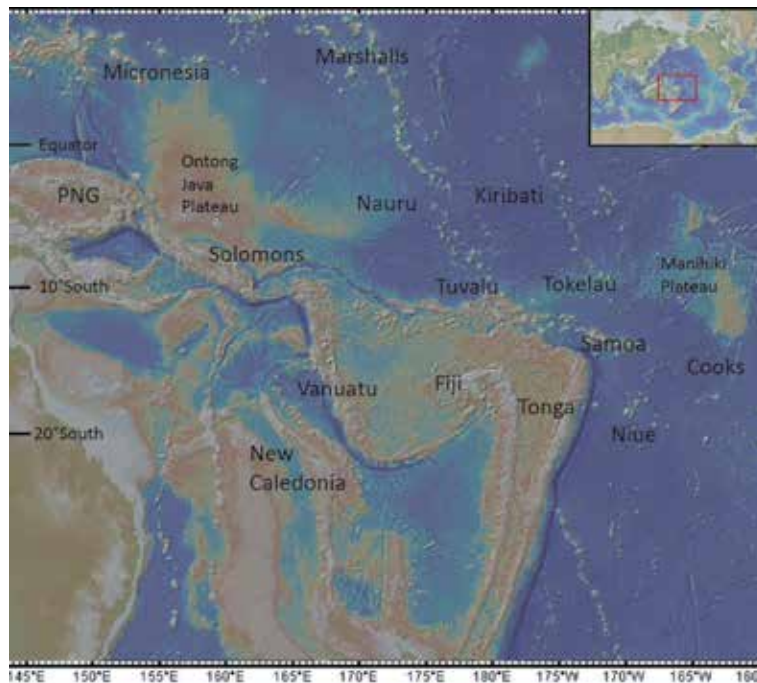 Marshalls
Micronesia
Equator
Ontong
Java
Plateau
PNG
Nauru
Kiribati
Solomons
Manihiki
Plateau
10°South
Tuvalu
Tokelau
Samoa
Cooks
Vanuatu
Fiji
Tonga
20°South
Niue
New
Caledonia
145°E 150°E 155°E 160°E 165°E 170°E 175°E 180°E 175°W 170°W 165°W 160